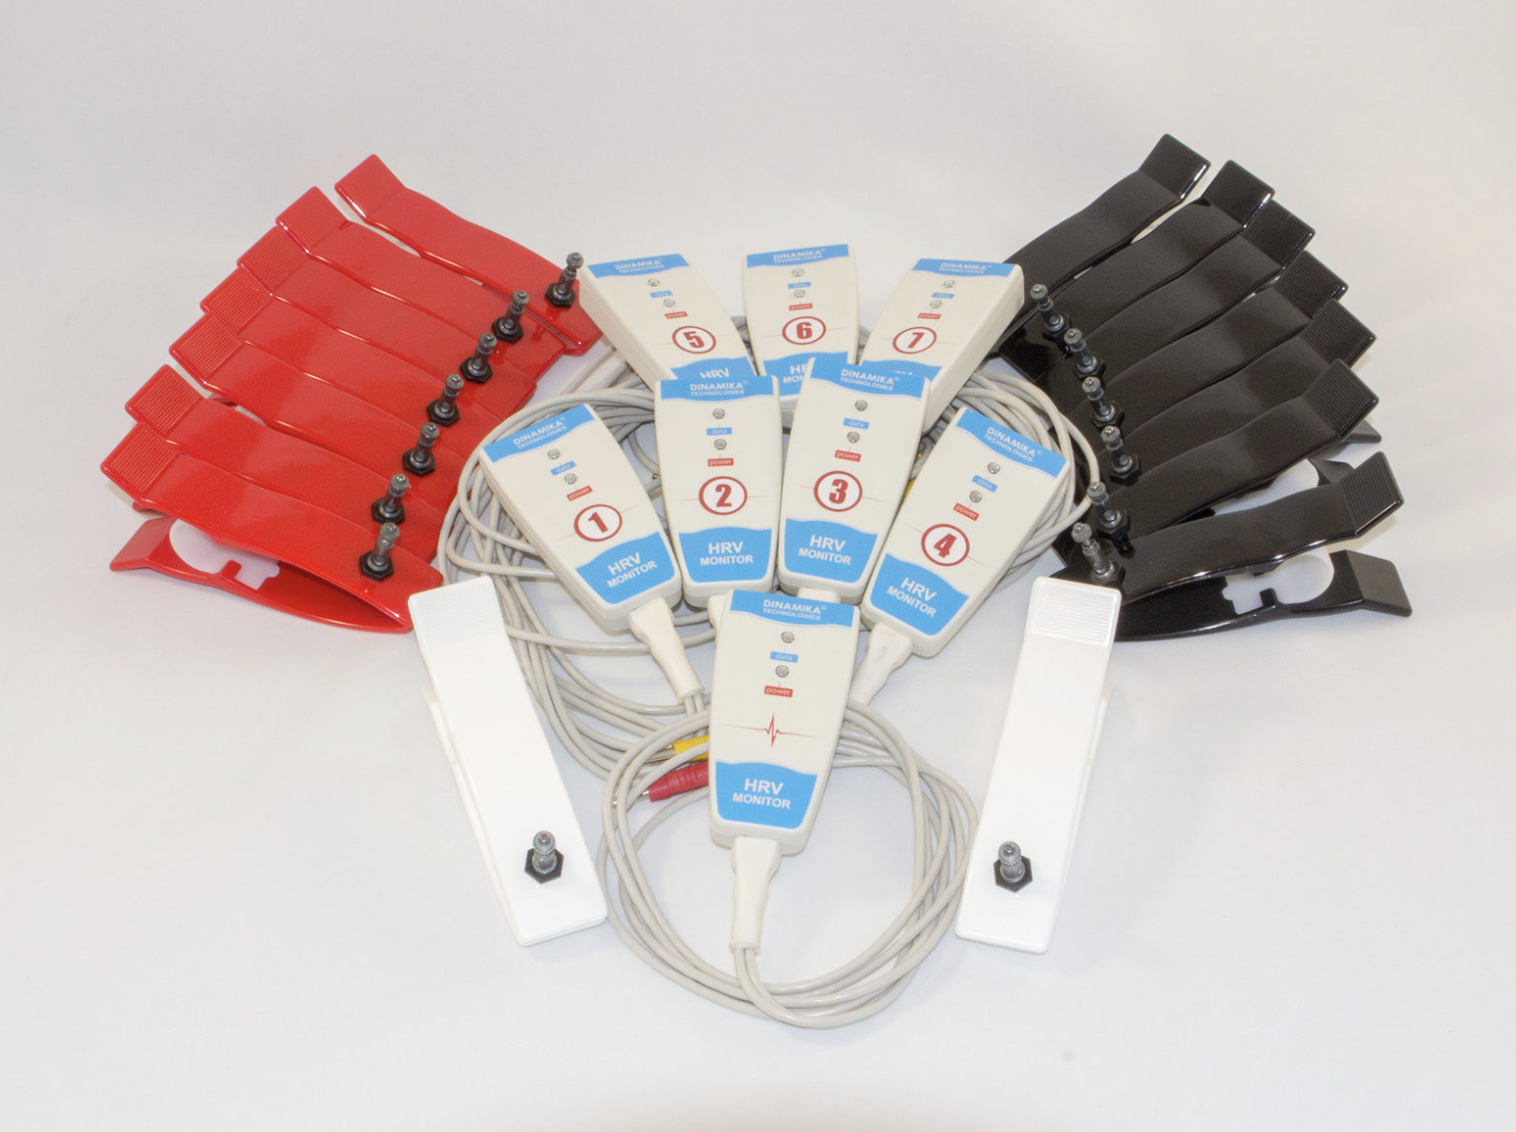 DINAMIKA®
TECHNOLOGIES
data
power
5
HRV
DINAMIKA®
TECHNOLOGIES
data
power
6
DINAMIKA®
TECHNOLOGIES
data
power
7
DINAMIKA®
TECHNOLOGIES
data
power
1
HRV
MONITOR
DINAMIKA®
TECHNOLOGIES
data
power
2
HRV
MONITOR
DINAMIKA®
TECHNOLOGIES
data
power
3
HRV
MONITOR
DINAMIKA®
TECHNOLOGIES
data
power
4
HRV
MONITOR
DINAMIKA®
TECHNOLOGIES
data
power
HRV
MONITOR